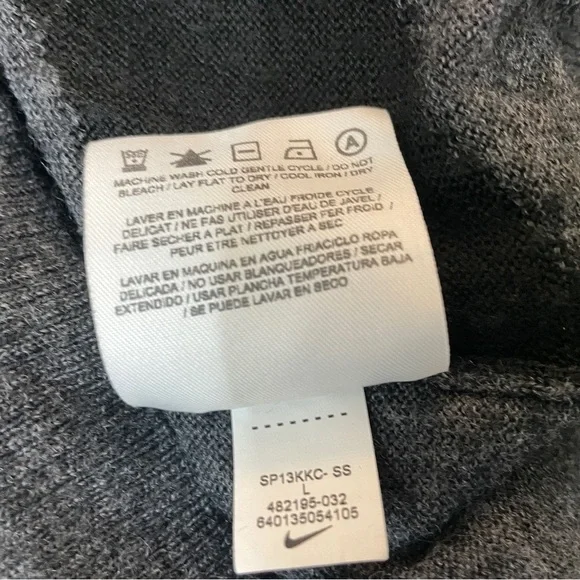 A
MACHINE WASH COLD GENTLE CYCLE / DO NOT
BLEACH / LAY FLAT TO DRY / COOL IRON / DRY
CLEAN
LAVER EN MACHINE A L'EAU FROIDE CYCLE
DELICAT / NE PAS UTILISER D'EAU DE JAVEL /
FAIRE SECHER A PLAT / REPASSER FER FROID /
PEUR ETRE NETTOYER A SEC
LAVAR EN MAQUINA EN AGUA FRIACICLO ROPA
DELICADA / NO USAR BLANQUEADORES / SECAR
EXTENDIDO / USAR PLANCHA TEMPERATURA BAJA
/ SE PUEDE LAVAR EN SECO
SP13KKC- SS
L
482195-032
640135054105